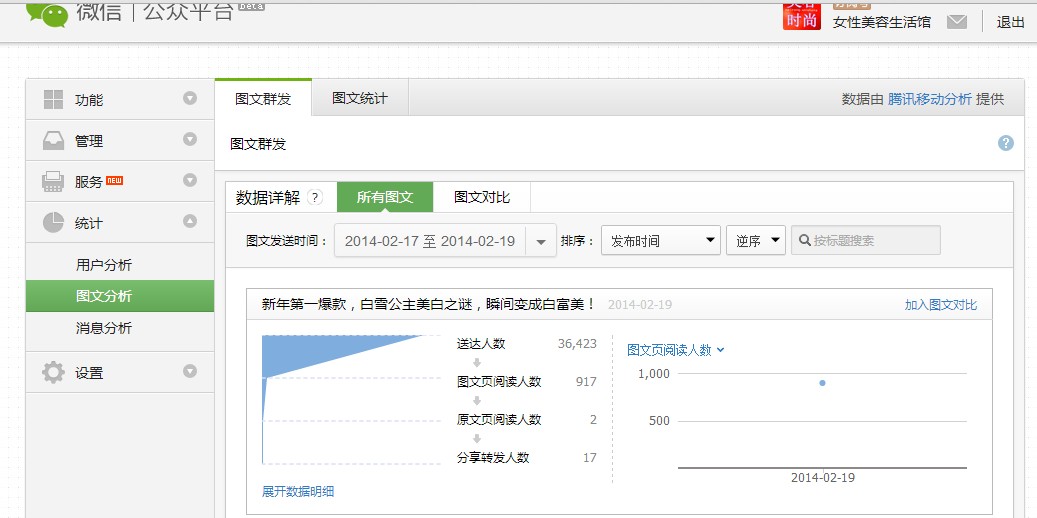 微信 | 公众平台 Beta
美容
时尚
订阅号
女性美容生活馆
退出
功能
管理
服务 NEW
统计
用户分析
图文分析
消息分析
设置
图文群发
图文统计
数据由 腾讯移动分析 提供
图文群发
?
数据详解 ?
所有图文
图文对比
图文发送时间：
2014-02-17 至 2014-02-19
排序：
发布时间
逆序
按标题搜索
新年第一爆款，白雪公主美白之谜，瞬间变成白富美！ 2014-02-19
加入图文对比
送达人数 36,423
图文页阅读人数 917
原文页阅读人数 2
分享转发人数 17
展开数据明细
图文页阅读人数
1,000
500
2014-02-19